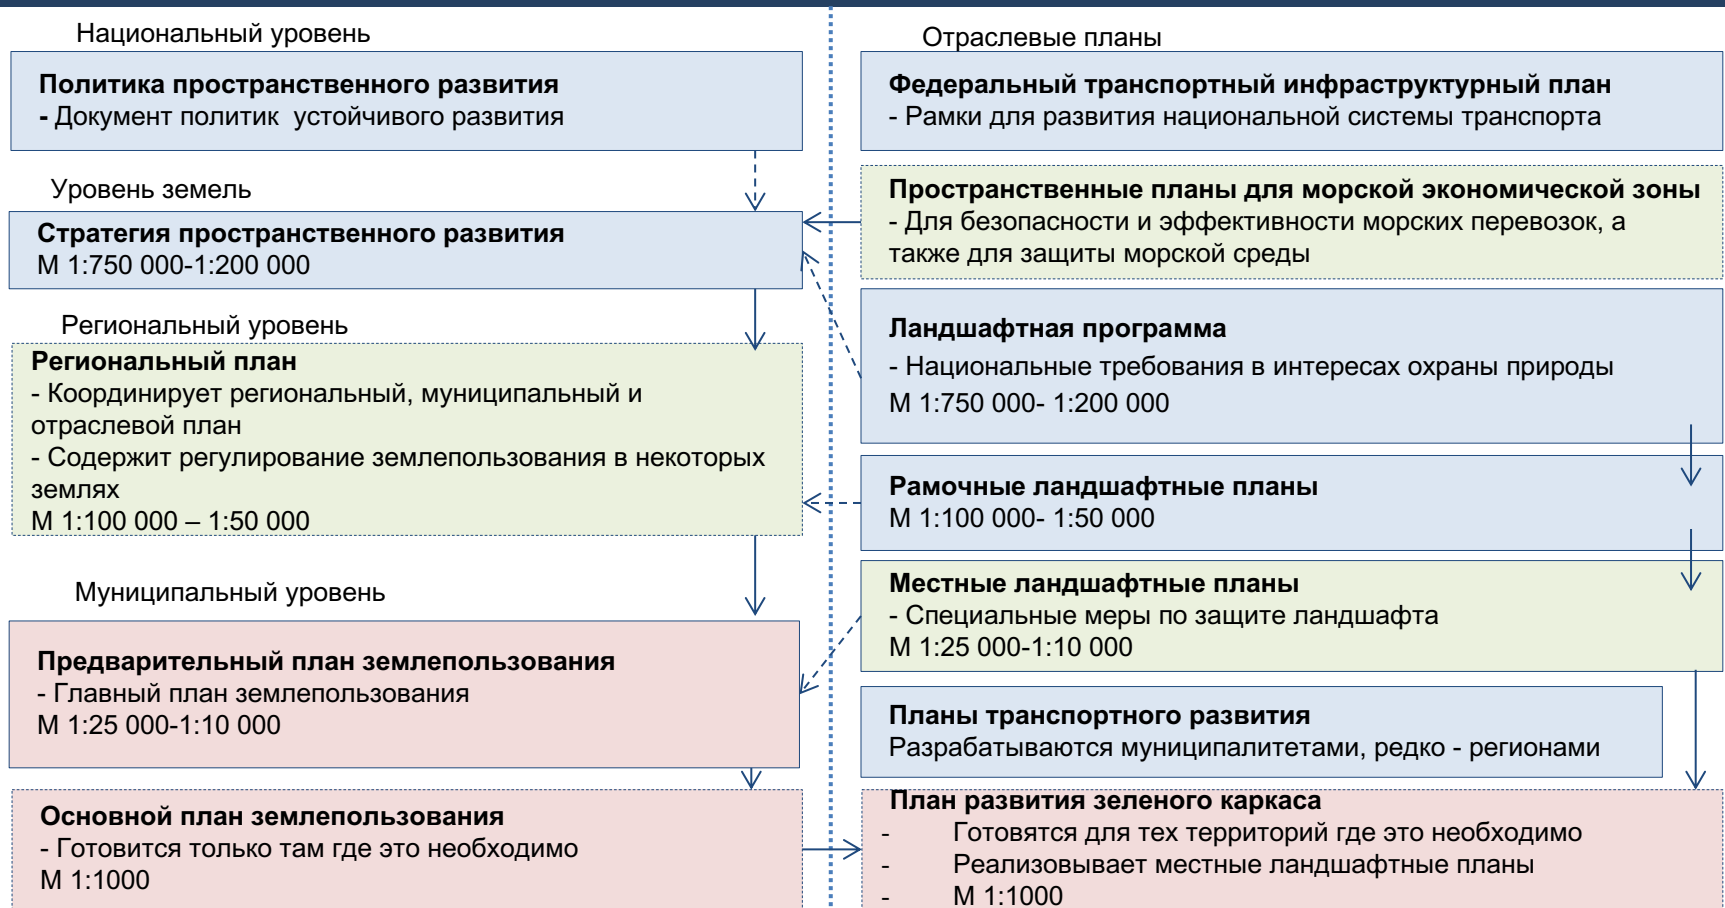 Национальный уровень
Политика пространственного развития
- Документ политик устойчивого развития
Уровень земель
Стратегия пространственного развития
М 1:750 000-1:200 000
Региональный уровень
Региональный план
- Координирует региональный, муниципальный и
отраслевой план
- Содержит регулирование землепользования в некоторых
землях
М 1:100 000 – 1:50 000
Муниципальный уровень
Предварительный план землепользования
- Главный план землепользования
М 1:25 000-1:10 000
Основной план землепользования
- Готовится только там где это необходимо
М 1:1000
Отраслевые планы
Федеральный транспортный инфраструктурный план
- Рамки для развития национальной системы транспорта
Пространственные планы для морской экономической зоны
- Для безопасности и эффективности морских перевозок, а
также для защиты морской среды
Ландшафтная программа
- Национальные требования в интересах охраны природы
М 1:750 000- 1:200 000
Рамочные ландшафтные планы
М 1:100 000- 1:50 000
Местные ландшафтные планы
- Специальные меры по защите ландшафта
М 1:25 000-1:10 000
Планы транспортного развития
Разрабатываются муниципалитетами, редко - регионами
План развития зеленого каркаса
- Готовятся для тех территорий где это необходимо
- Реализовывает местные ландшафтные планы
- М 1:1000